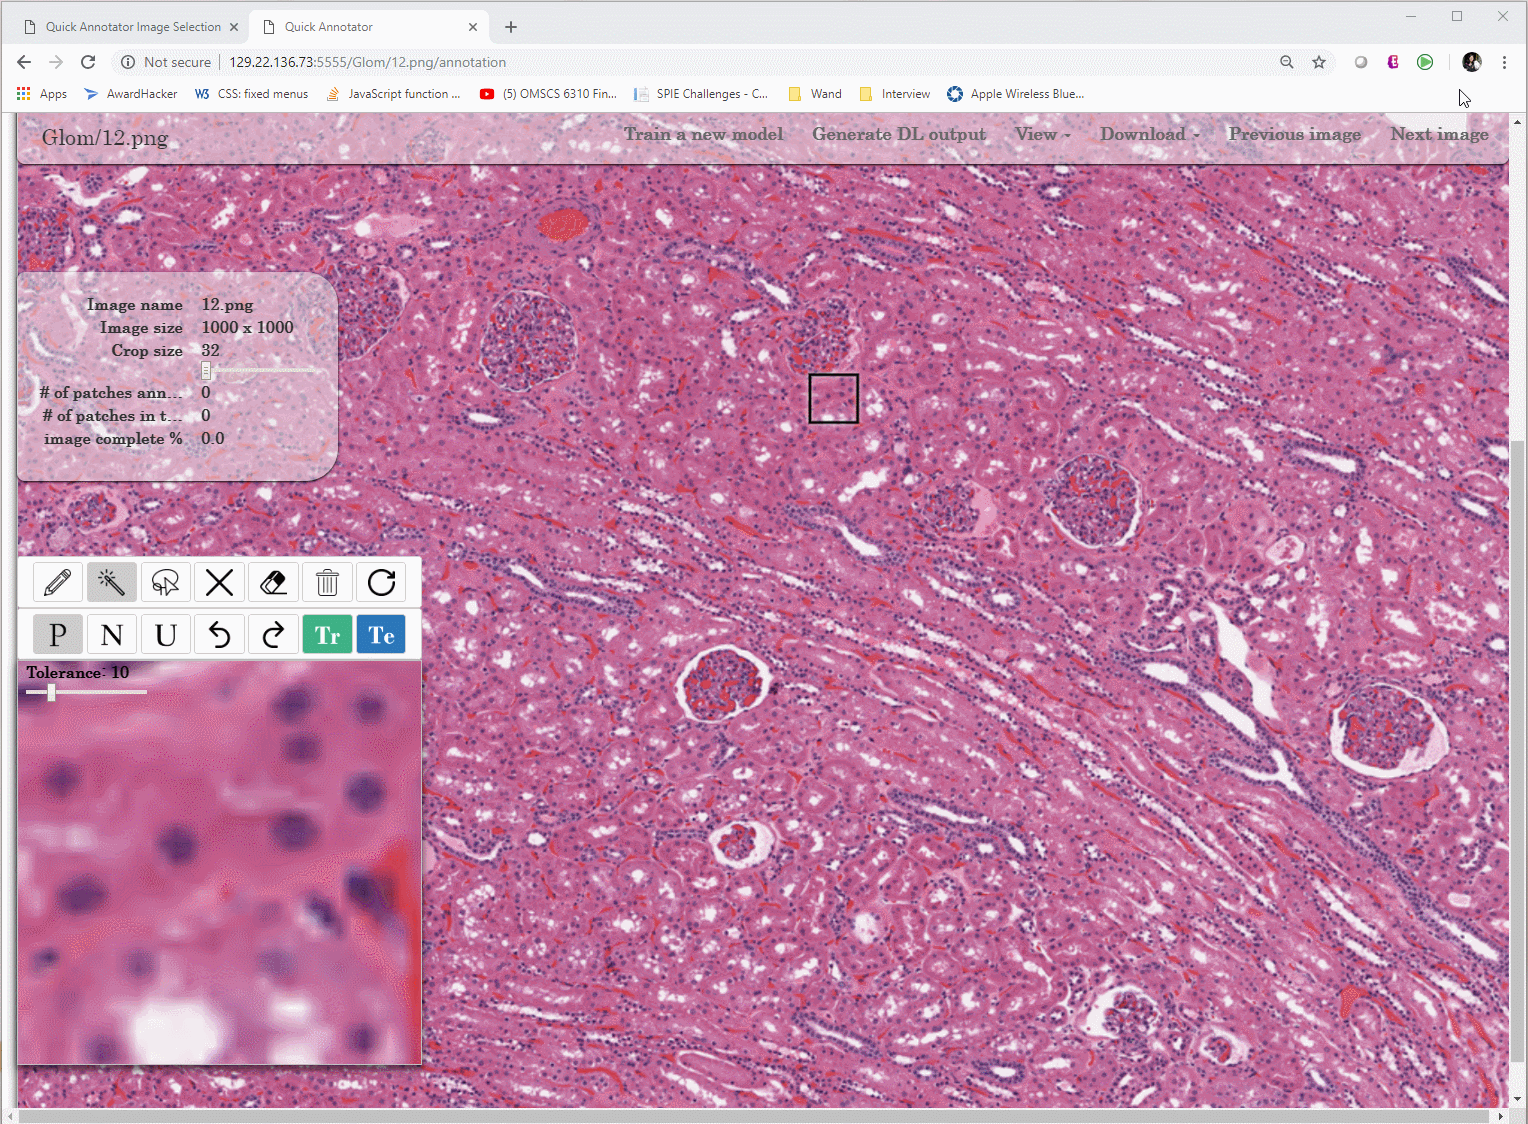 Quick Annotator Image Selection
Quick Annotator
Not secure
129.22.136.73:5555/Glom/12.png/annotation
Apps
AwardHacker
W3 CSS: fixed menus
JavaScript function ...
(5) OMSCS 6310 Fin...
SPIE Challenges - C...
Wand
Interview
Apple Wireless Blue...
Glom/12.png
Train a new model
Generate DL output
View
Download
Previous image
Next image
Image name 12.png
Image size 1000 x 1000
Crop size 32
# of patches ann... 0
# of patches in t... 0
image complete % 0.0
P N U Tr Te
Tolerance- 10